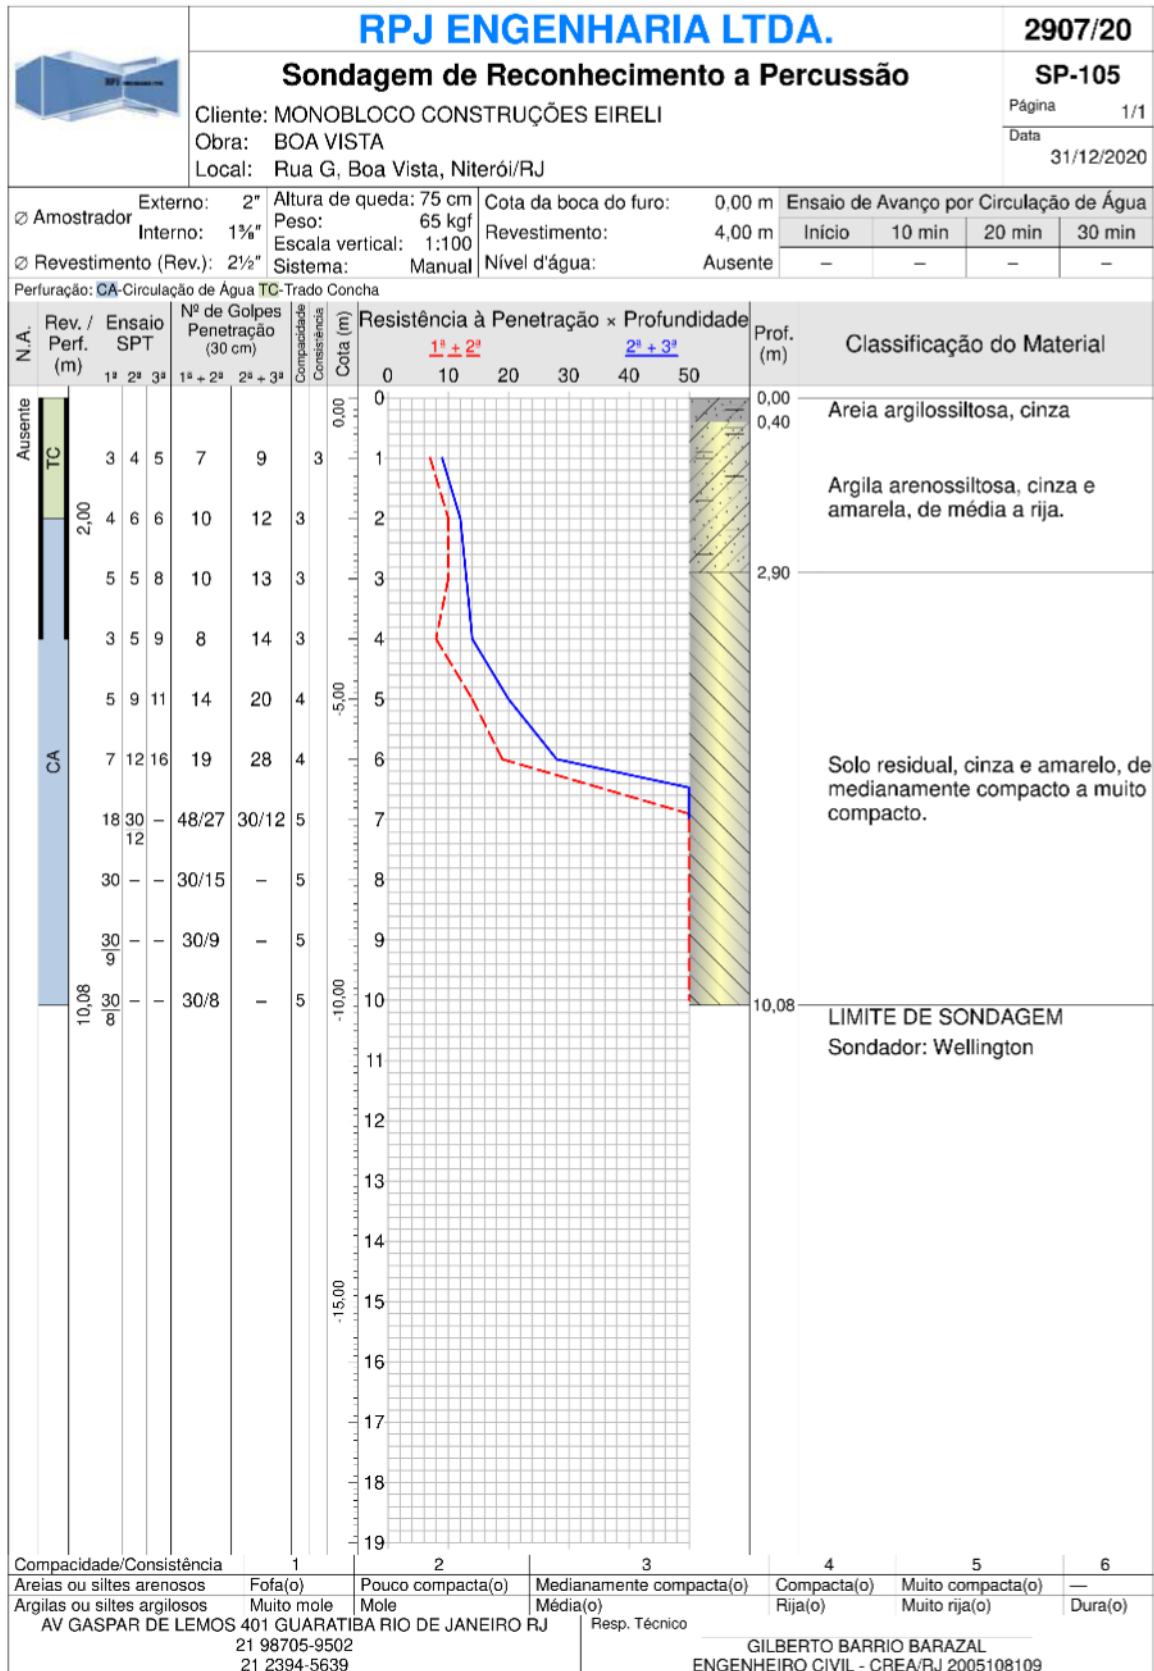 RPJ ENGENHARIA LTDA.
2907/20
Sondagem de Reconhecimento a Percussão
SP-105
Cliente: MONOBLOCO CONSTRUÇÕES EIRELI
Página 1/1
Obra: BOA VISTA
Data
Local: Rua G, Boa Vista, Niterói/RJ
31/12/2020
∅ Amostrador Externo: 2" Interno: 1⅜"
∅ Revestimento (Rev.): 2½"
Altura de queda: 75 cm
Peso: 65 kgf
Escala vertical: 1:100
Sistema: Manual
Cota da boca do furo: 0,00 m
Revestimento: 4,00 m
Nível d'água: Ausente
Ensaio de Avanço por Circulação de Água
Início 10 min 20 min 30 min
– – – –
Perfuração: CA-Circulação de Água TC-Trado Concha
N.A.
Rev. / Perf. (m)
Ensaio SPT
1ª 2ª 3ª
Nº de Golpes
Penetração
(30 cm)
1ª + 2ª 2ª + 3ª
Compacidade
Consistência
Cota (m)
Resistência à Penetração × Profundidade
1ª + 2ª 2ª + 3ª
0 10 20 30 40 50
Prof. (m)
Classificação do Material
Ausente
TC
2,00
CA
10,08
3 4 5 7 9 3 1
4 6 6 10 12 3 2
5 5 8 10 13 3 3
3 5 9 8 14 3 4
5 9 11 14 20 4 5
7 12 16 19 28 4 6
18 30/12 – 48/27 30/12 5 7
30 – – 30/15 – 5 8
30/9 – – 30/9 – 5 9
30/8 – – 30/8 – 5 10
0
11
12
13
14
15
16
17
18
19
0,00
-5,00
-10,00
-15,00
0,00
0,40
2,90
10,08
Areia argilossiltosa, cinza
Argila arenossiltosa, cinza e
amarela, de média a rija.
Solo residual, cinza e amarelo, de
medianamente compacto a muito
compacto.
LIMITE DE SONDAGEM
Sondador: Wellington
Compacidade/Consistência 1 2 3 4 5 6
Areias ou siltes arenosos Fofa(o) Pouco compacta(o) Medianamente compacta(o) Compacta(o) Muito compacta(o) —
Argilas ou siltes argilosos Muito mole Mole Média(o) Rija(o) Muito rija(o) Dura(o)
AV GASPAR DE LEMOS 401 GUARATIBA RIO DE JANEIRO RJ
21 98705-9502
21 2394-5639
Resp. Técnico
GILBERTO BARRIO BARAZAL
ENGENHEIRO CIVIL - CREA/RJ 2005108109